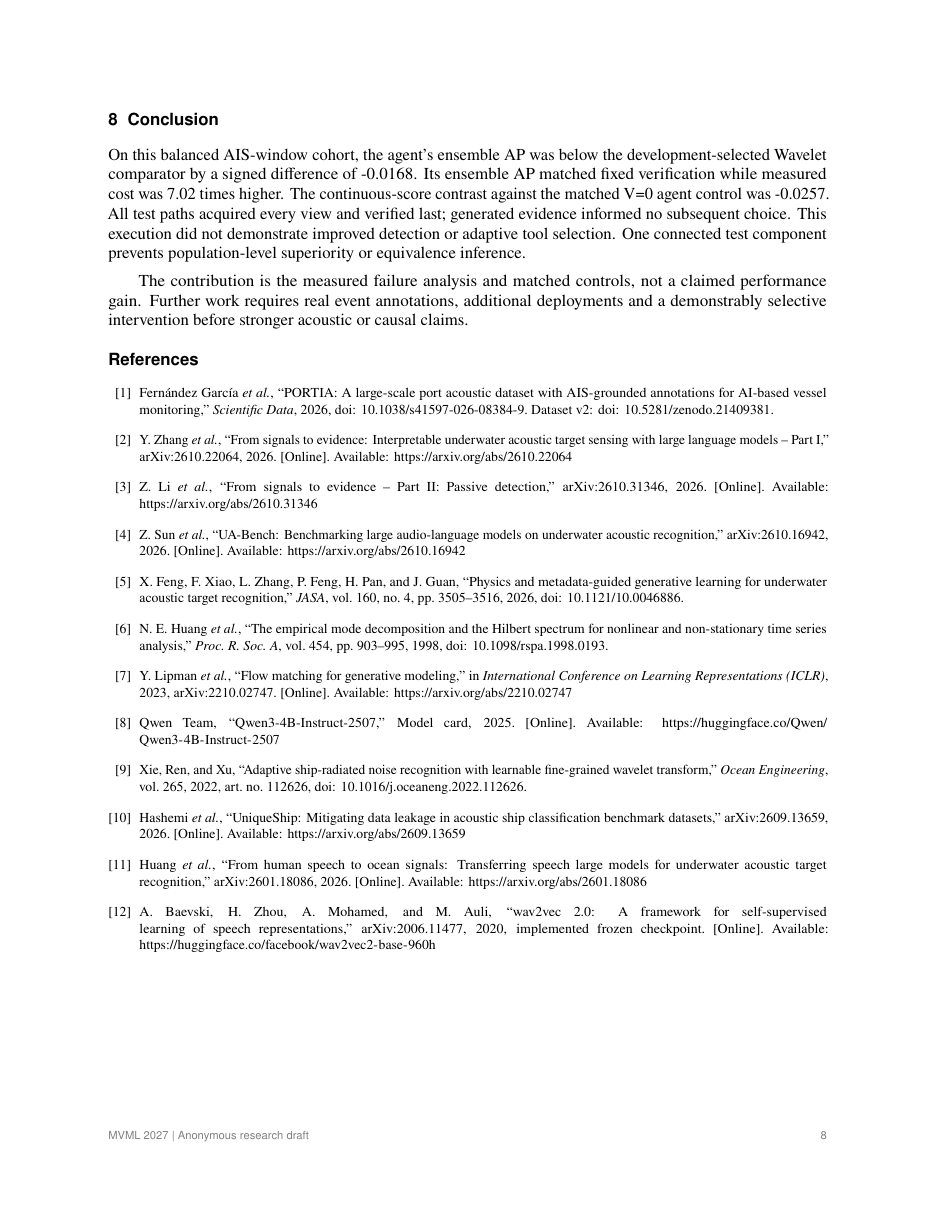 8 Conclusion
On this balanced AIS-window cohort, the agent's ensemble AP was below the development-selected Wavelet
comparator by a signed difference of -0.0168. Its ensemble AP matched fixed verification while measured
cost was 7.02 times higher. The continuous-score contrast against the matched V=0 agent control was -0.0257.
All test paths acquired every view and verified last; generated evidence informed no subsequent choice. This
execution did not demonstrate improved detection or adaptive tool selection. One connected test component
prevents population-level superiority or equivalence inference.
The contribution is the measured failure analysis and matched controls, not a claimed performance
gain. Further work requires real event annotations, additional deployments and a demonstrably selective
intervention before stronger acoustic or causal claims.
References
[1] Fernández García et al., “PORTIA: A large-scale port acoustic dataset with AIS-grounded annotations for AI-based vessel
monitoring,” Scientific Data, 2026, doi: 10.1038/s41597-026-08384-9. Dataset v2: doi: 10.5281/zenodo.21409381.
[2] Y. Zhang et al., “From signals to evidence: Interpretable underwater acoustic target sensing with large language models – Part I,”
arXiv:2610.22064, 2026. [Online]. Available: https://arxiv.org/abs/2610.22064
[3] Z. Li et al., “From signals to evidence – Part II: Passive detection,” arXiv:2610.31346, 2026. [Online]. Available:
https://arxiv.org/abs/2610.31346
[4] Z. Sun et al., “UA-Bench: Benchmarking large audio-language models on underwater acoustic recognition,” arXiv:2610.16942,
2026. [Online]. Available: https://arxiv.org/abs/2610.16942
[5] X. Feng, F. Xiao, L. Zhang, P. Feng, H. Pan, and J. Guan, “Physics and metadata-guided generative learning for underwater
acoustic target recognition,” JASA, vol. 160, no. 4, pp. 3505–3516, 2026, doi: 10.1121/10.0046886.
[6] N. E. Huang et al., “The empirical mode decomposition and the Hilbert spectrum for nonlinear and non-stationary time series
analysis,” Proc. R. Soc. A, vol. 454, pp. 903–995, 1998, doi: 10.1098/rspa.1998.0193.
[7] Y. Lipman et al., “Flow matching for generative modeling,” in International Conference on Learning Representations (ICLR),
2023, arXiv:2210.02747. [Online]. Available: https://arxiv.org/abs/2210.02747
[8] Qwen Team, “Qwen3-4B-Instruct-2507,” Model card, 2025. [Online]. Available: https://huggingface.co/Qwen/
Qwen3-4B-Instruct-2507
[9] Xie, Ren, and Xu, “Adaptive ship-radiated noise recognition with learnable fine-grained wavelet transform,” Ocean Engineering,
vol. 265, 2022, art. no. 112626, doi: 10.1016/j.oceaneng.2022.112626.
[10] Hashemi et al., “UniqueShip: Mitigating data leakage in acoustic ship classification benchmark datasets,” arXiv:2609.13659,
2026. [Online]. Available: https://arxiv.org/abs/2609.13659
[11] Huang et al., “From human speech to ocean signals: Transferring speech large models for underwater acoustic target
recognition,” arXiv:2601.18086, 2026. [Online]. Available: https://arxiv.org/abs/2601.18086
[12] A. Baevski, H. Zhou, A. Mohamed, and M. Auli, “wav2vec 2.0: A framework for self-supervised
learning of speech representations,” arXiv:2006.11477, 2020, implemented frozen checkpoint. [Online]. Available:
https://huggingface.co/facebook/wav2vec2-base-960h
MVML 2027 | Anonymous research draft
8